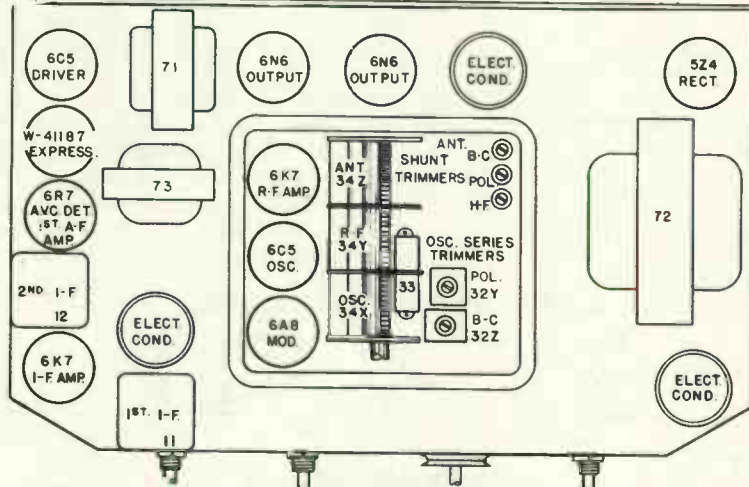 6C5
DRIVER
71
6N6
OUTPUT
6N6
OUTPUT
ELECT.
COND.
5Z4
RECT.
W-41187
EXPRESS.
73
6R7
AVC DET.
1ST. A-F
AMP.
2ND I-F
12
6K7
I-F. AMP.
ELECT.
COND.
1ST. I-F.
11
6K7
R-F AMP.
6C5
OSC.
6A8
MOD.
ANT.
34Z
R-F
34Y
OSC.
34X
33
ANT.
B-C
SHUNT
TRIMMERS
POL.
H-F.
OSC. SERIES
TRIMMERS
POL.
32Y
B-C
32Z
72
ELECT.
COND.